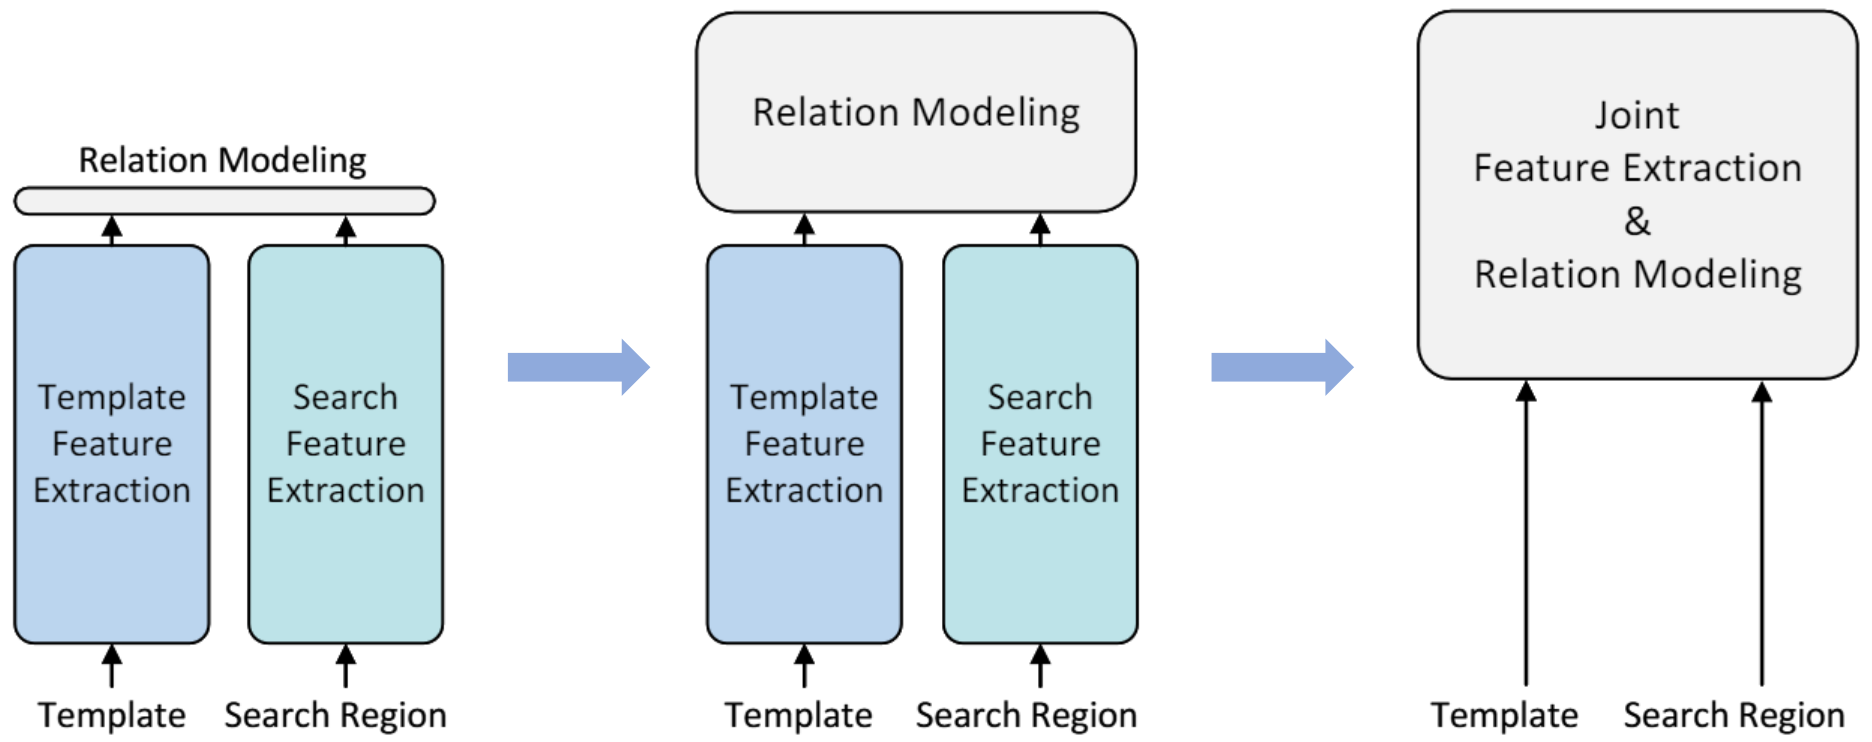 Relation Modeling
Template
Feature
Extraction
Search
Feature
Extraction
Template
Search Region
Relation Modeling
Template
Feature
Extraction
Search
Feature
Extraction
Template
Search Region
Joint
Feature Extraction
&
Relation Modeling
Template
Search Region